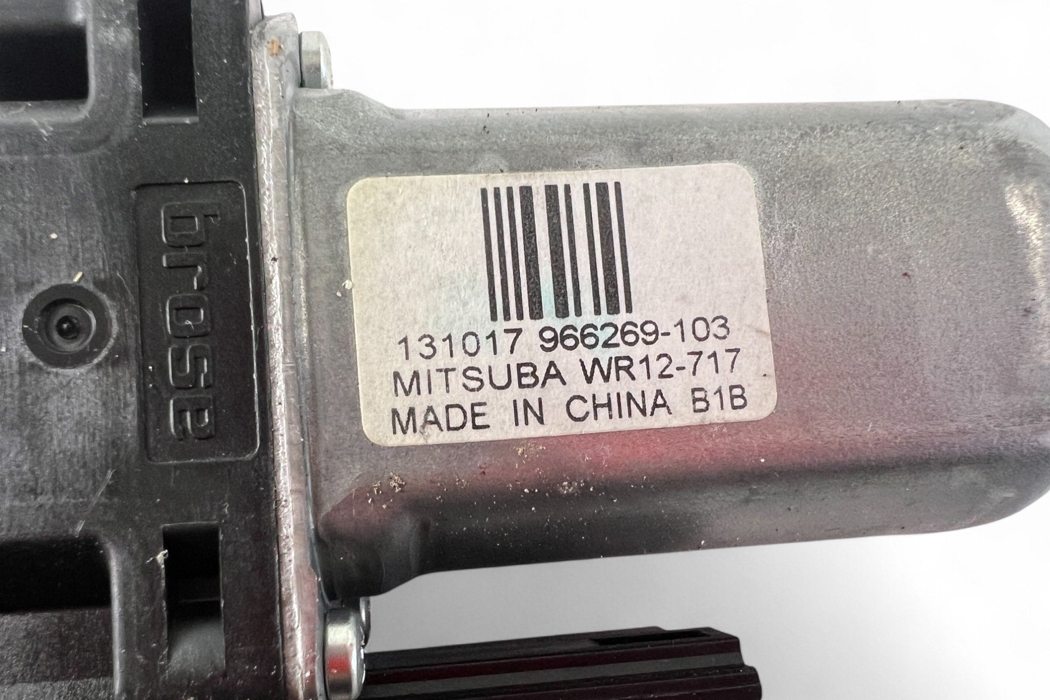 brose
131017 966269-103
MITSUBA WR12-717
MADE IN CHINA B1B